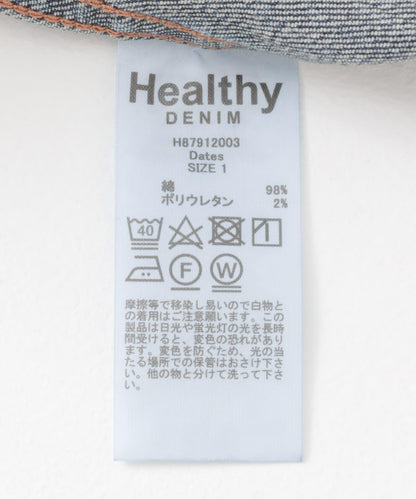 Healthy
DENIM
H87912003
Dates
SIZE 1
綿 98%
ポリウレタン 2%
40
F W
摩擦等で移染し易いので白物と
の着用はご注意願います。この
製品は日光や蛍光灯の光を長時
間受けると、変色の恐れがあり
ます。変色を防ぐため、光の当
たる場所での保管はおさけ下さ
い。他の物と分けて洗って下さ
い。